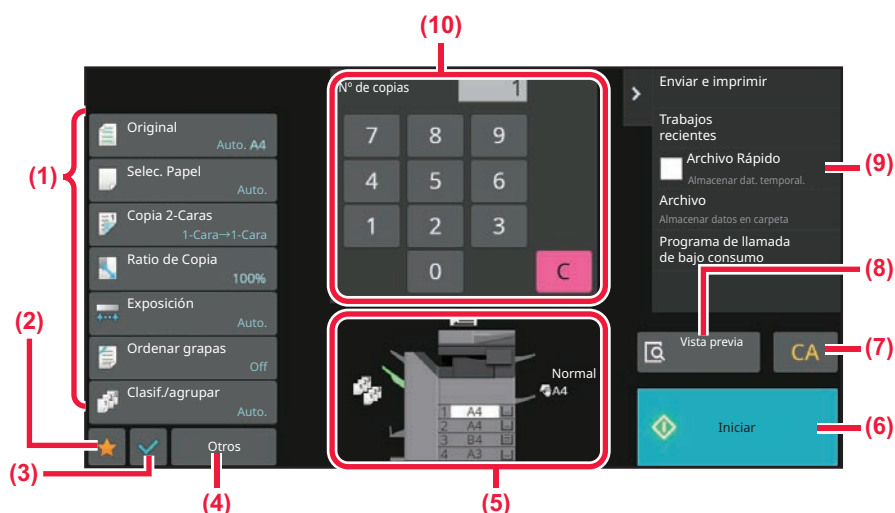 (10)
(1)
Original
Auto. A4
Selec. Papel
Auto.
Copia 2-Caras
1-Cara→1-Cara
Ratio de Copia
100%
Exposición
Auto.
Ordenar grapas
Off
Clasif./agrupar
Auto.
(2)
(3)
Otros
(4)
Nº de copias
1
7 8 9
4 5 6
1 2 3
0 C
Normal
A4
1 A4
2 A4
3 B4
4 A3
(5)
Enviar e imprimir
Trabajos
recientes
Archivo Rápido
Almacenar dat. temporal.
(9)
Archivo
Almacenar datos en carpeta
Programa de llamada
de bajo consumo
(8)
Vista previa
CA
(7)
Iniciar
(6)